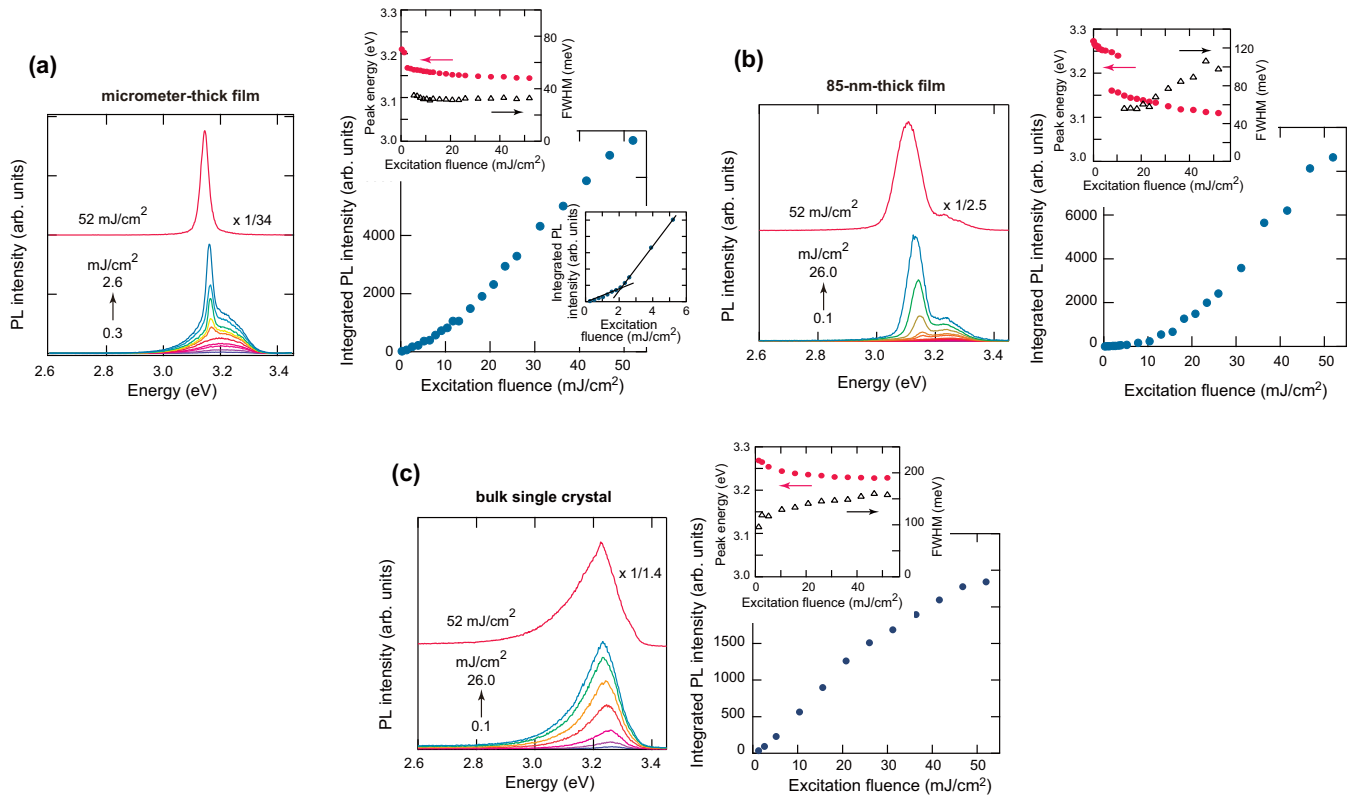 (a)
micrometer-thick film
PL intensity (arb. units)
52 mJ/cm2
x 1/34
mJ/cm2
2.6
0.3
2.6 2.8 3.0 3.2 3.4
Energy (eV)
Peak energy (eV)
3.3
3.2
3.1
3.0
80
40
0
FWHM (meV)
0 20 40
Excitation fluence (mJ/cm2)
Integrated PL intensity (arb. units)
4000
2000
0
0 10 20 30 40 50
Excitation fluence (mJ/cm2)
Integrated PL
intensity (arb. units)
0 2 4 6
Excitation
fluence (mJ/cm2)
(b)
85-nm-thick film
PL intensity (arb. units)
52 mJ/cm2
x 1/2.5
mJ/cm2
26.0
0.1
2.6 2.8 3.0 3.2 3.4
Energy (eV)
Peak energy (eV)
3.3
3.2
3.1
3.0
120
80
40
0
FWHM (meV)
0 10 20 30 40 50
Excitation fluence (mJ/cm2)
Integrated PL intensity (arb. units)
6000
4000
2000
0
0 10 20 30 40 50
Excitation fluence (mJ/cm2)
(c)
bulk single crystal
PL intensity (arb. units)
52 mJ/cm2
x 1/1.4
mJ/cm2
26.0
0.1
2.6 2.8 3.0 3.2 3.4
Energy (eV)
Peak energy (eV)
3.3
3.2
3.1
3.0
200
100
0
FWHM (meV)
0 20 40
Excitation fluence (mJ/cm2)
Integrated PL intensity (arb. units)
1500
1000
500
0
0 10 20 30 40 50
Excitation fluence (mJ/cm2)